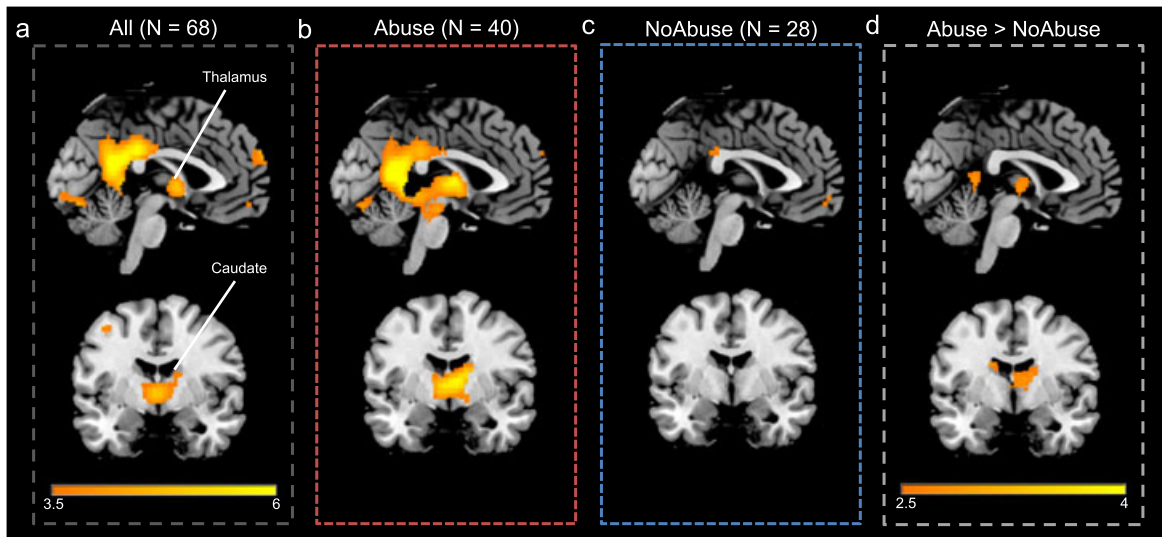 a
All (N = 68)
b
Abuse (N = 40)
c
NoAbuse (N = 28)
d
Abuse > NoAbuse
Thalamus
Caudate
3.5
6
2.5
4